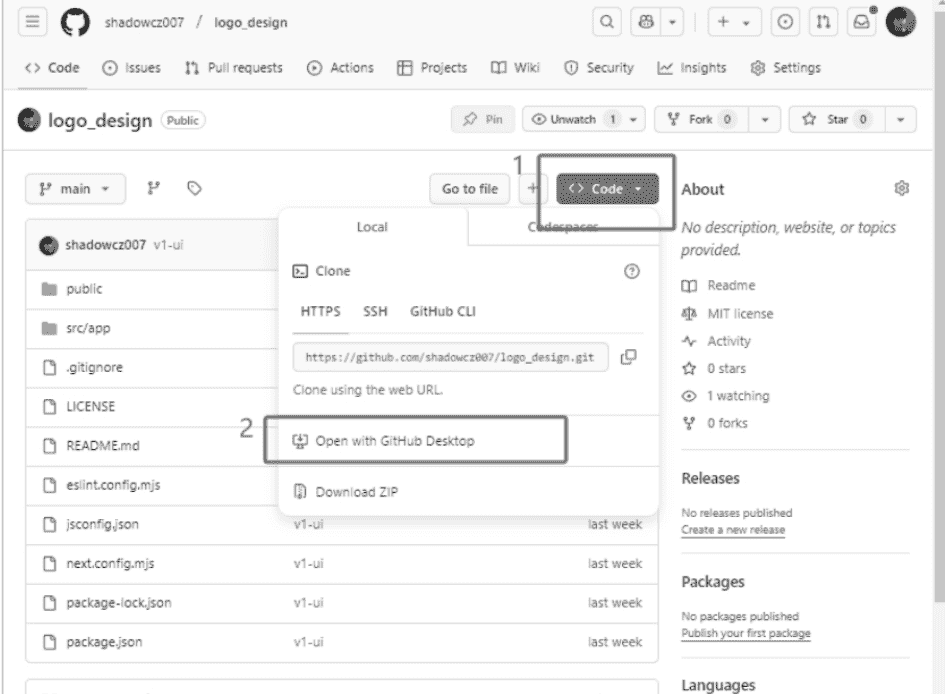 shadowcz007 / logo_design
Code Issues Pull requests Actions Projects Wiki Security Insights Settings
logo_design Public Pin Unwatch 1 Fork 0 Star 0
1
main Go to file + Code About
Local Codespaces
No description, website, or topics
provided.
shadowcz007 v1-ui
Clone
Readme
public
MIT license
HTTPS SSH GitHub CLI
src/app
Activity
https://github.com/shadowcz007/logo_design.git
.gitignore
0 stars
Clone using the web URL.
1 watching
LICENSE
0 forks
2
Open with GitHub Desktop
README.md
Releases
eslint.config.mjs
Download ZIP
No releases published
jsconfig.json v1-ui last week
Create a new release
next.config.mjs v1-ui last week
Packages
package-lock.json v1-ui last week
No packages published
Publish your first package
package.json v1-ui last week
Languages